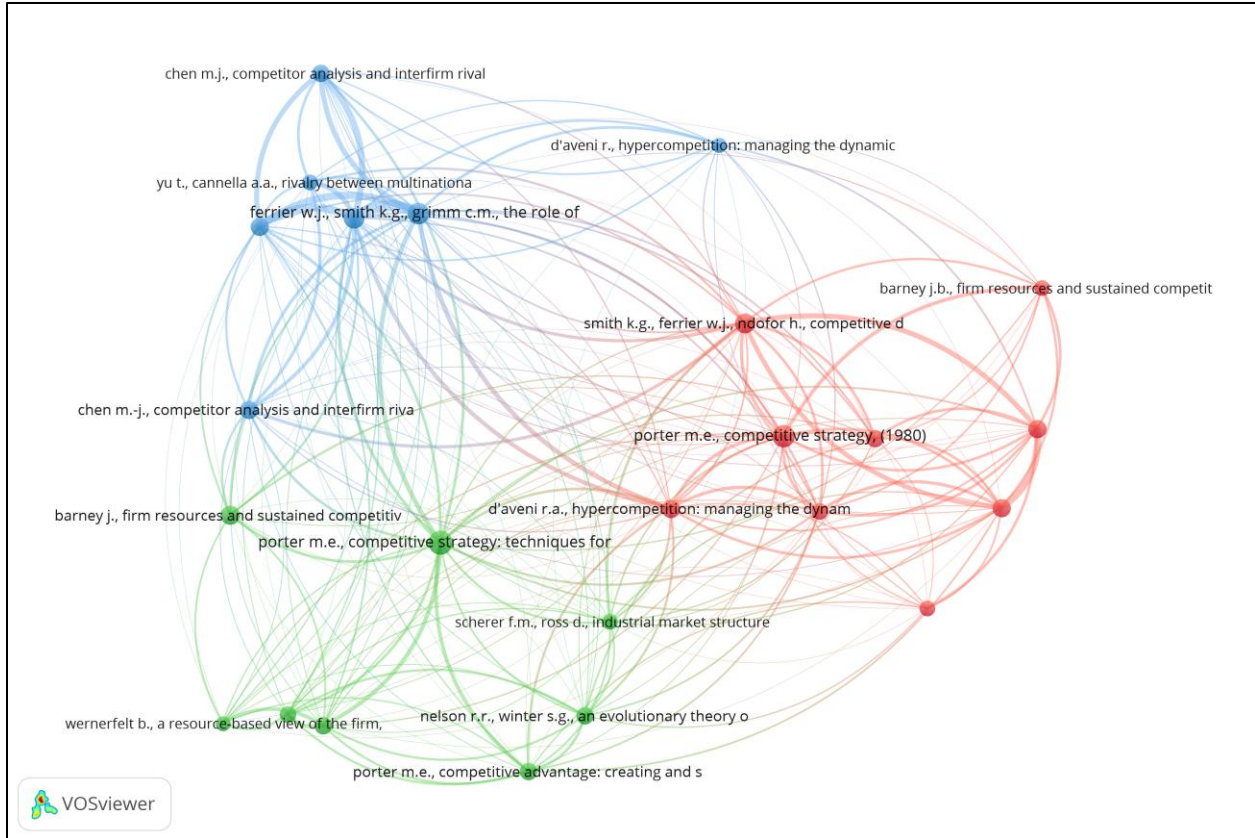 chen m.j., competitor analysis and interfirm rival
d'aveni r., hypercompetition: managing the dynamic
yu t., cannella a.a., rivalry between multinationa
ferrier w.j., smith k.g., grimm c.m., the role of
barney j.b., firm resources and sustained competit
smith k.g., ferrier w.j., ndofor h., competitive d
chen m.-j., competitor analysis and interfirm riva
porter m.e., competitive strategy, (1980)
barney j., firm resources and sustained competitiv
d'aveni r.a., hypercompetition: managing the dynam
porter m.e., competitive strategy: techniques for
scherer f.m., ross d., industrial market structure
wernerfelt b., a resource-based view of the firm,
nelson r.r., winter s.g., an evolutionary theory o
porter m.e., competitive advantage: creating and s
VOSviewer